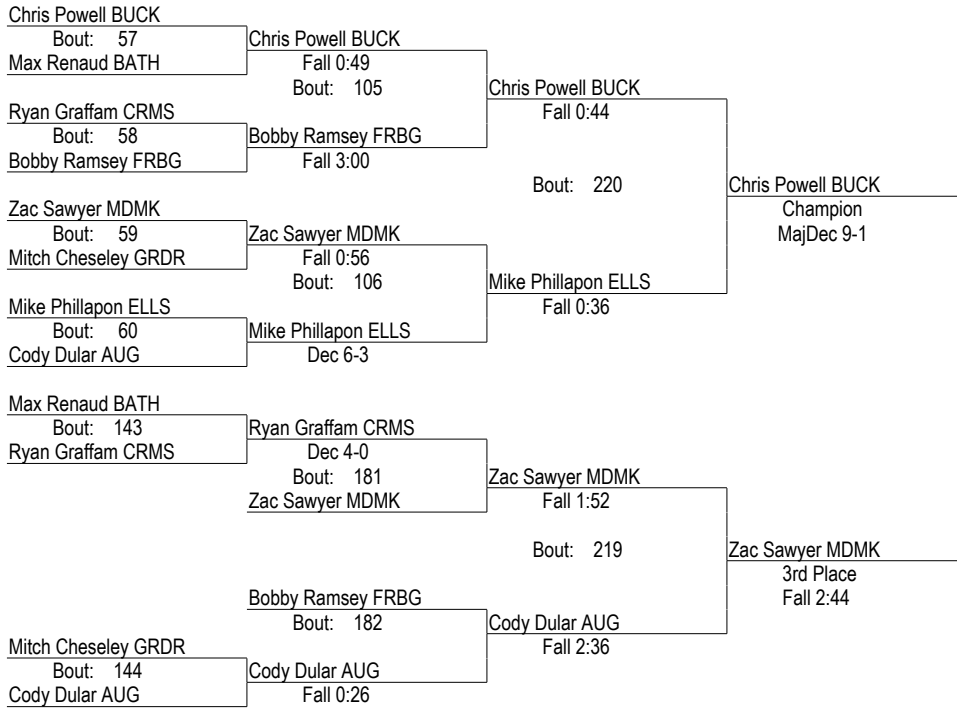 Chris Powell BUCK
Bout: 57
Chris Powell BUCK
Max Renaud BATH
Fall 0:49
Bout: 105
Chris Powell BUCK
Ryan Graffam CRMS
Fall 0:44
Bout: 58
Bobby Ramsey FRBG
Bobby Ramsey FRBG
Fall 3:00
Bout: 220
Chris Powell BUCK
Zac Sawyer MDMK
Champion
Bout: 59
Zac Sawyer MDMK
MajDec 9-1
Mitch Cheseley GRDR
Fall 0:56
Bout: 106
Mike Phillapon ELLS
Mike Phillapon ELLS
Fall 0:36
Bout: 60
Mike Phillapon ELLS
Cody Dular AUG
Dec 6-3
Max Renaud BATH
Bout: 143
Ryan Graffam CRMS
Ryan Graffam CRMS
Dec 4-0
Bout: 181
Zac Sawyer MDMK
Zac Sawyer MDMK
Fall 1:52
Bout: 219
Zac Sawyer MDMK
3rd Place
Bobby Ramsey FRBG
Fall 2:44
Bout: 182
Cody Dular AUG
Mitch Cheseley GRDR
Fall 2:36
Bout: 144
Cody Dular AUG
Cody Dular AUG
Fall 0:26